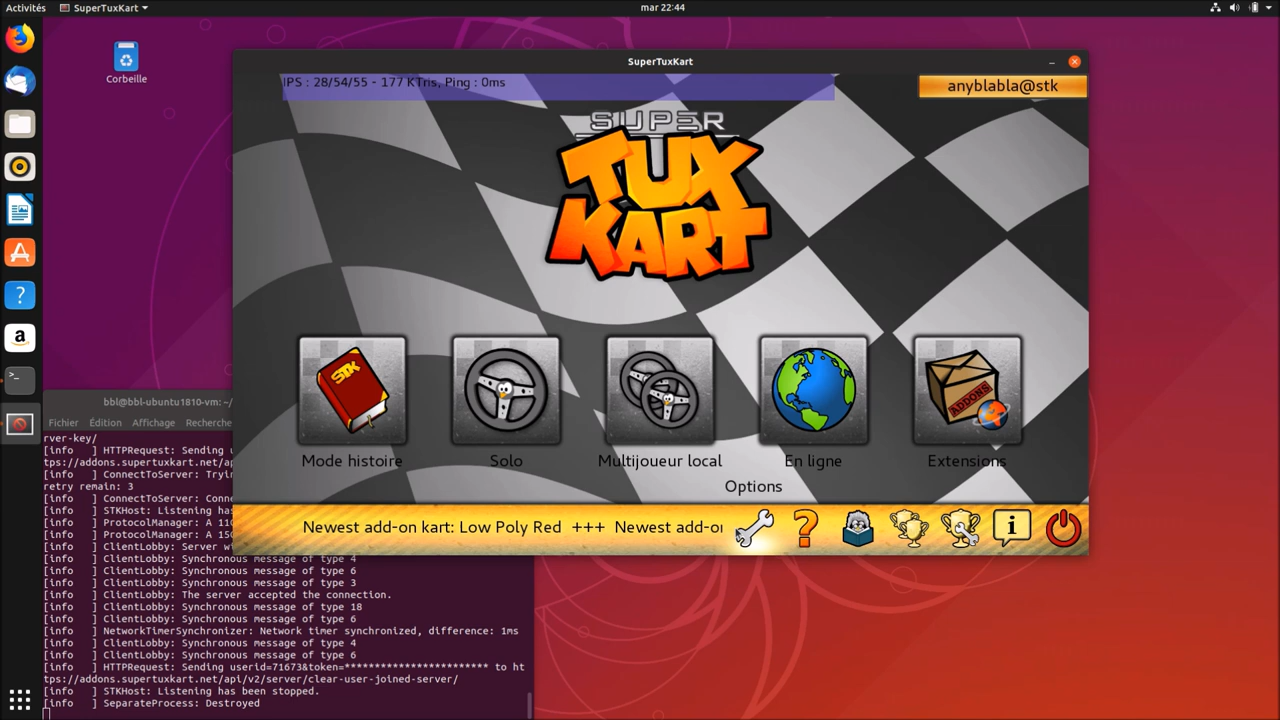 Activités
SuperTuxKart
mar 22:44
Corbeille
SuperTuxKart
IPS : 28/54/55 - 177 KTris, Ping : 0ms
anyblabla@stk
SUPER
TUX
KART
STK
ADDONS
Mode histoire
Solo
Multijoueur local
En ligne
Extensions
Options
Newest add-on kart: Low Poly Red +++ Newest add-on
bbl@bbl-ubuntu1810-vm: ~/
Fichier Édition Affichage Recherche
rver-key/
[info ] HTTPRequest: Sending u
tps://addons.supertuxkart.net/ap
[info ] ConnectToServer: Tryin
retry remain: 3
[info ] ConnectToServer: Conne
[info ] STKHost: Listening has
[info ] ProtocolManager: A 110
[info ] ProtocolManager: A 150
[info ] ClientLobby: Server wi
[info ] ClientLobby: Synchronous message of type 4
[info ] ClientLobby: Synchronous message of type 6
[info ] ClientLobby: Synchronous message of type 3
[info ] ClientLobby: The server accepted the connection.
[info ] ClientLobby: Synchronous message of type 18
[info ] ClientLobby: Synchronous message of type 6
[info ] NetworkTimerSynchronizer: Network timer synchronized, difference: 1ms
[info ] ClientLobby: Synchronous message of type 4
[info ] ClientLobby: Synchronous message of type 6
[info ] HTTPRequest: Sending userid=71673&token=************************ to ht
tps://addons.supertuxkart.net/api/v2/server/clear-user-joined-server/
[info ] STKHost: Listening has been stopped.
[info ] SeparateProcess: Destroyed